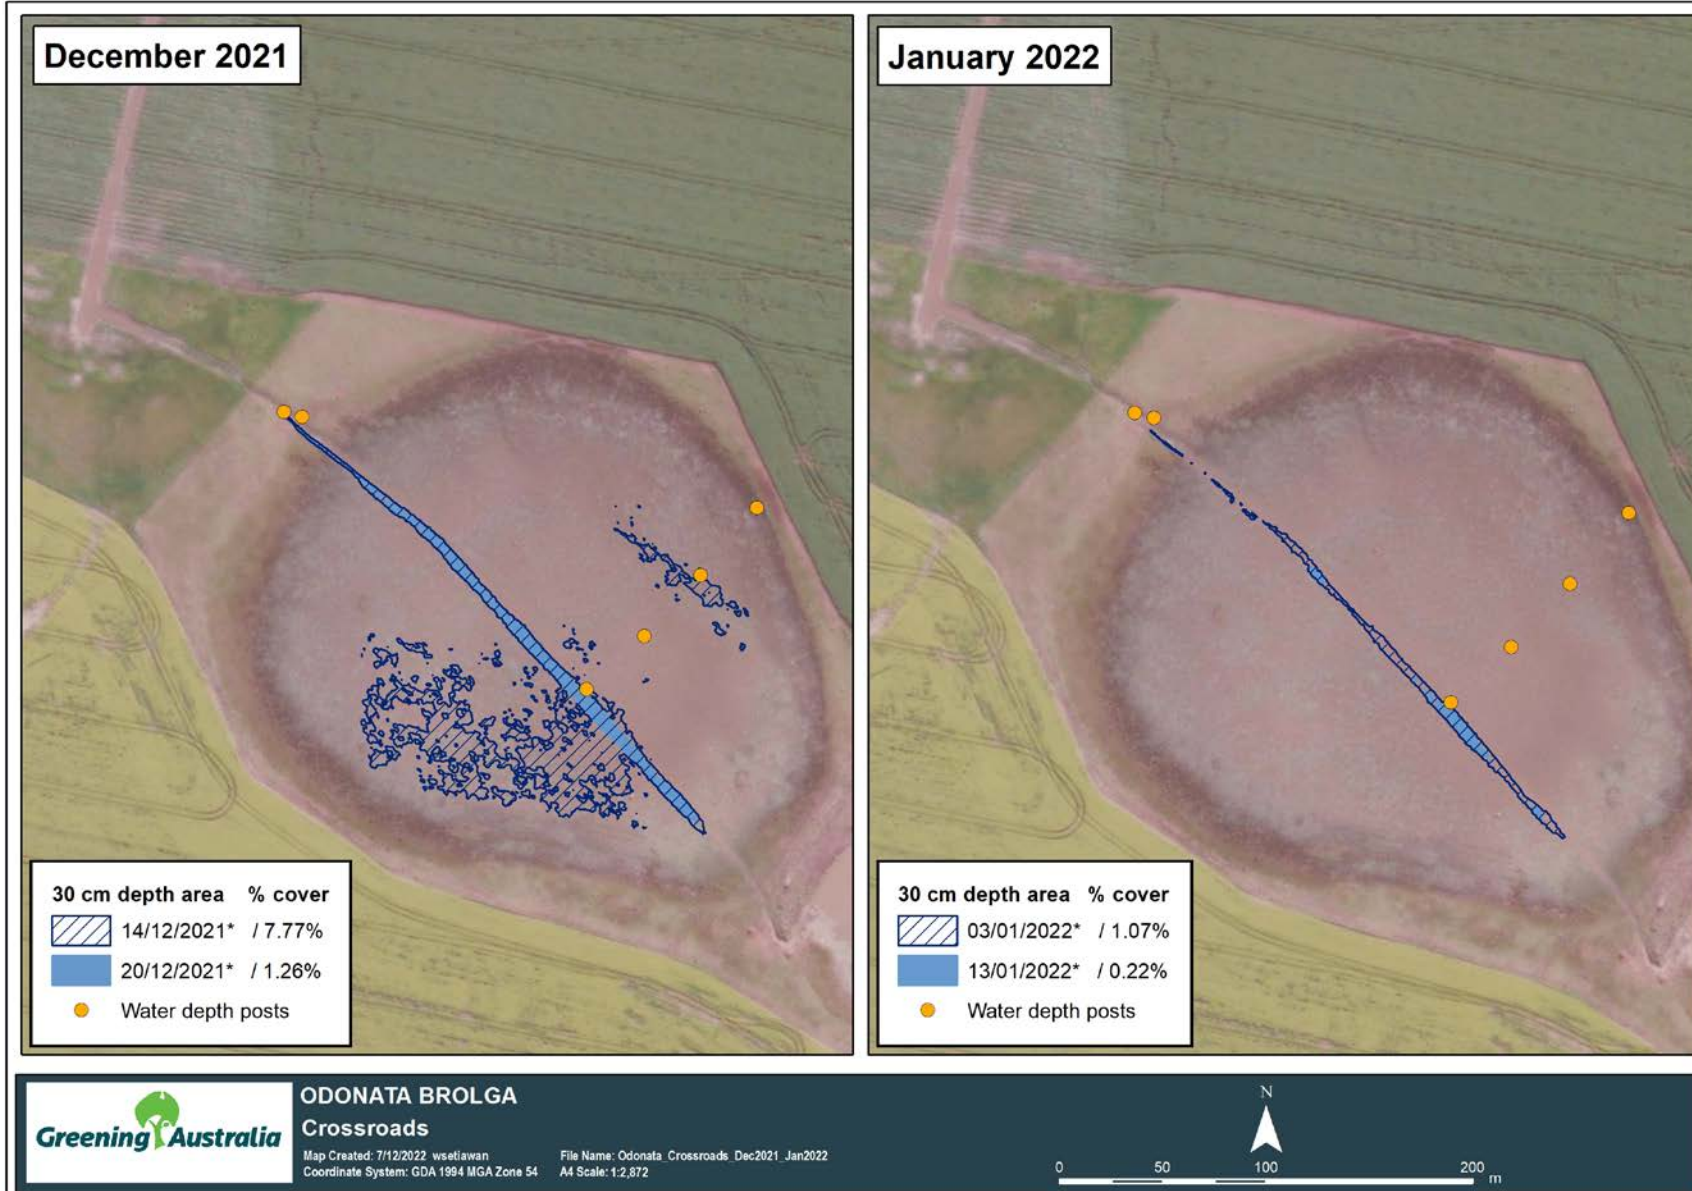 December 2021
30 cm depth area % cover
14/12/2021* / 7.77%
20/12/2021* / 1.26%
Water depth posts
January 2022
30 cm depth area % cover
03/01/2022* / 1.07%
13/01/2022* / 0.22%
Water depth posts
Greening Australia
ODONATA BROLGA
Crossroads
Map Created: 7/12/2022 wsetiawan File Name: Odonata_Crossroads_Dec2021_Jan2022
Coordinate System: GDA 1994 MGA Zone 54 A4 Scale: 1:2,872
N
0 50 100 200
m